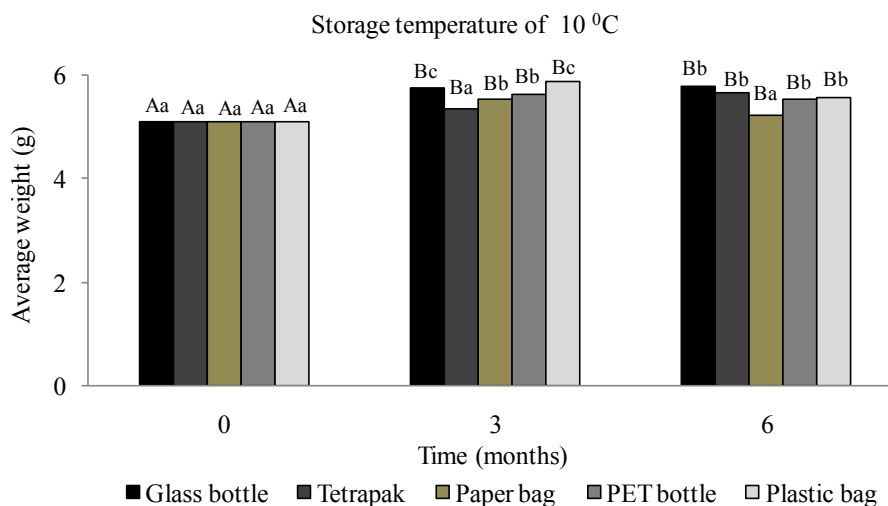 Storage temperature of 10 ⁰C
Average weight (g)
6
4
2
0
Aa Aa Aa Aa Aa
Bc Ba Bb Bb Bc
Bb Bb Ba Bb Bb
0 3 6
Time (months)
Glass bottle Tetrapak Paper bag PET bottle Plastic bag